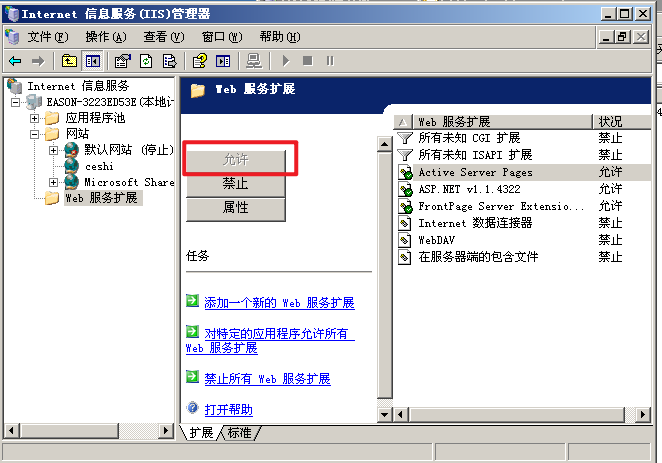 Internet 信息服务(IIS)管理器
文件(F) 操作(A) 查看(V) 窗口(W) 帮助(H)
Internet 信息服务
EASON-3223ED53E(本地计
应用程序池
网站
默认网站 (停止)
ceshi
Microsoft Share
Web 服务扩展
Web 服务扩展
允许
禁止
属性
任务
添加一个新的 Web 服务扩展
对特定的应用程序允许所有
Web 服务扩展
禁止所有 Web 服务扩展
打开帮助
Web 服务扩展 状况
所有未知 CGI 扩展 禁止
所有未知 ISAPI 扩展 禁止
Active Server Pages 允许
ASP.NET v1.1.4322 允许
FrontPage Server Extensio... 允许
Internet 数据连接器 禁止
WebDAV 禁止
在服务器端的包含文件 禁止
扩展 标准